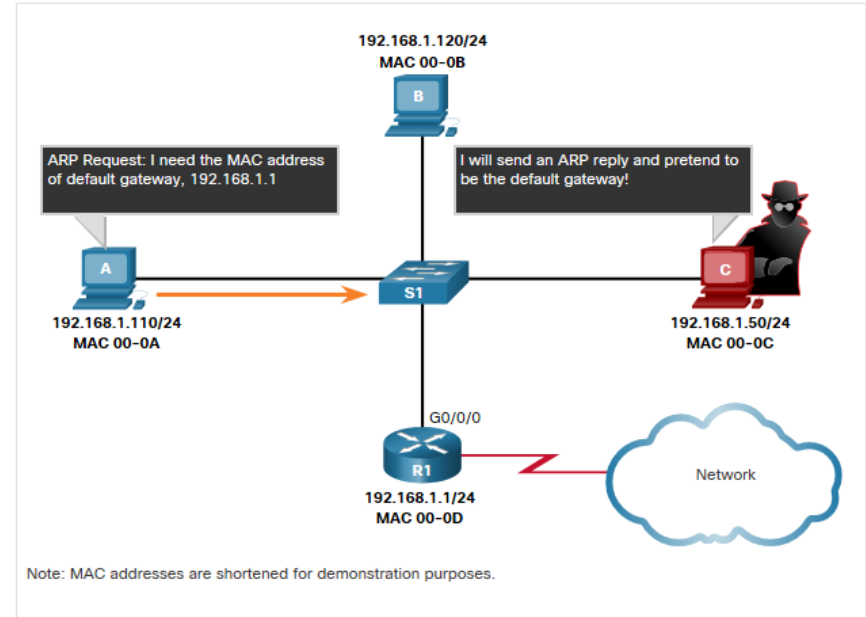 192.168.1.120/24
MAC 00-0B
B
ARP Request: I need the MAC address
of default gateway, 192.168.1.1
I will send an ARP reply and pretend to
be the default gateway!
A
S1
C
192.168.1.110/24
MAC 00-0A
192.168.1.50/24
MAC 00-0C
G0/0/0
R1
Network
192.168.1.1/24
MAC 00-0D
Note: MAC addresses are shortened for demonstration purposes.